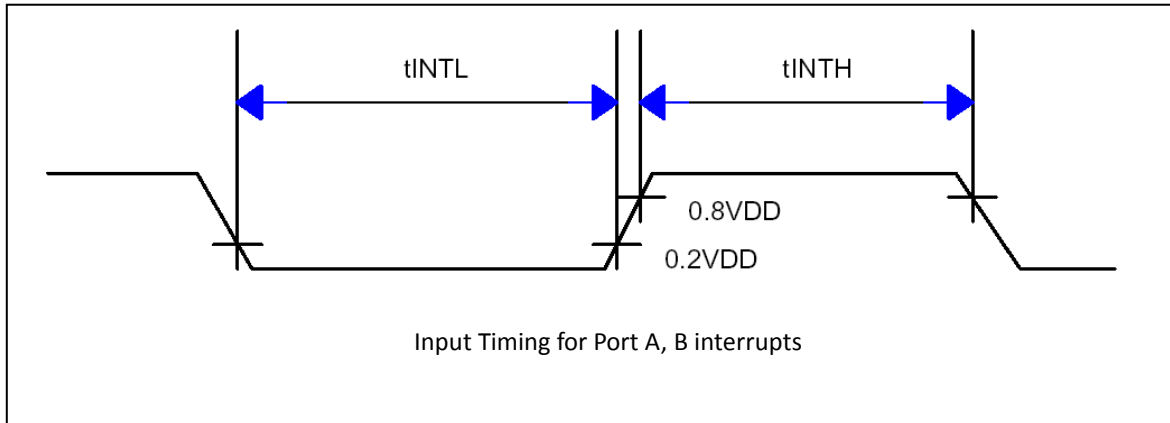 tINTL
tINTH
0.8VDD
0.2VDD
Input Timing for Port A, B interrupts